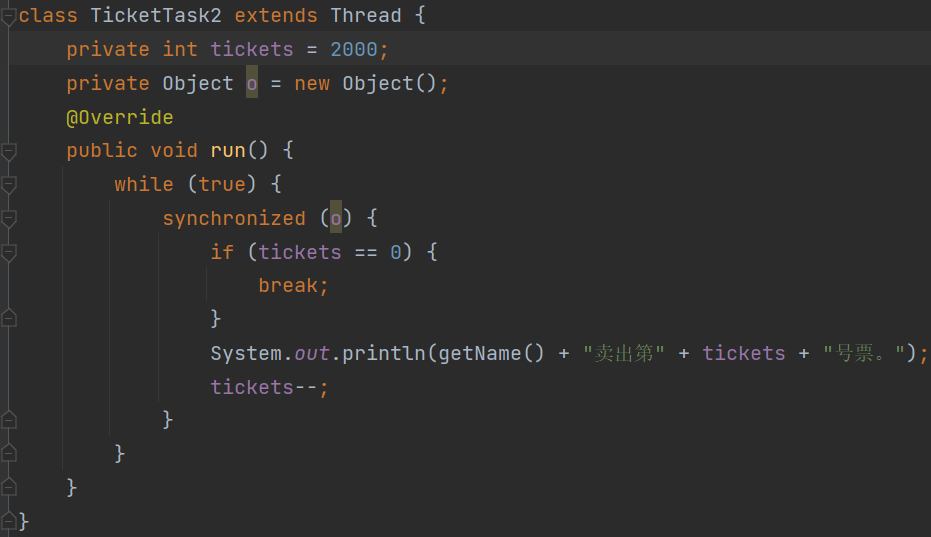 class TicketTask2 extends Thread {
    private int tickets = 2000;
    private Object o = new Object();
    @Override
    public void run() {
        while (true) {
            synchronized (o) {
                if (tickets == 0) {
                    break;
                }
                System.out.println(getName() + "卖出第" + tickets + "号票。");
                tickets--;
            }
        }
    }
}